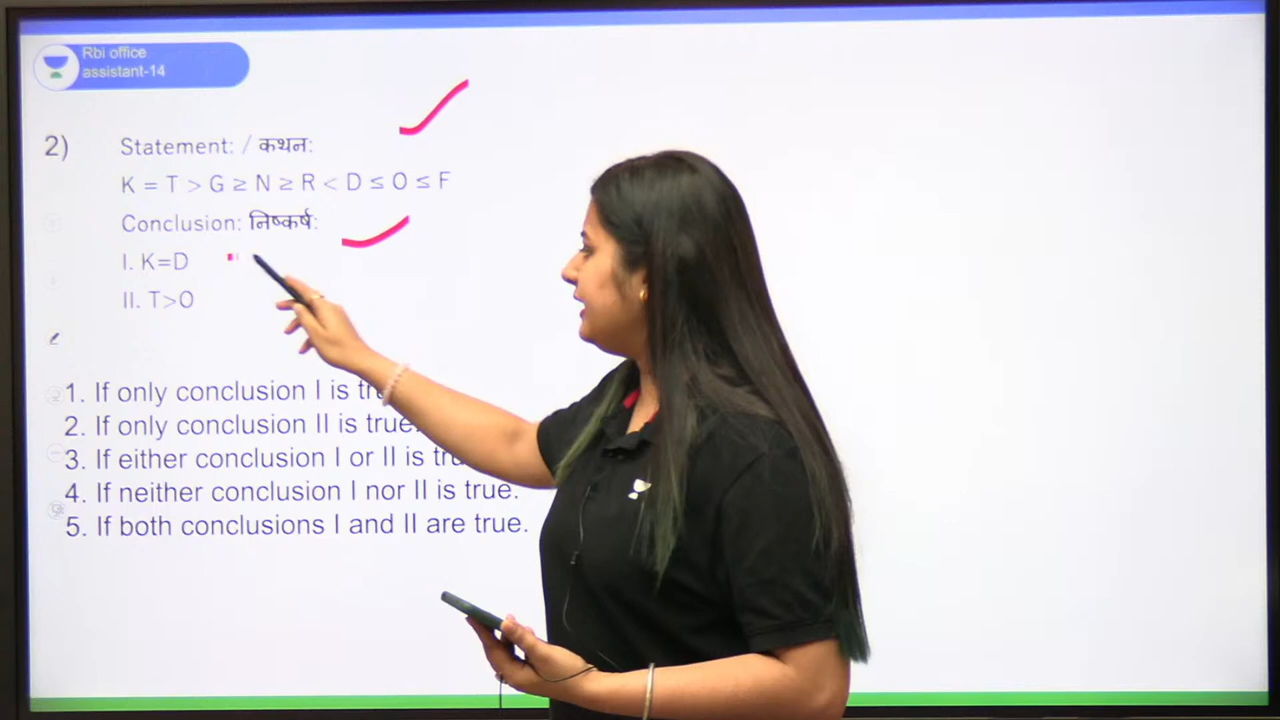 Rbi office
assistant-14
2) Statement: / कथन:
K = T > G ≥ N ≥ R < D ≤ O ≤ F
Conclusion: निष्कर्ष:
I. K=D
II. T>O
1. If only conclusion I is
2. If only conclusion II is true.
3. If either conclusion I or II is
4. If neither conclusion I nor II is true.
5. If both conclusions I and II are true.